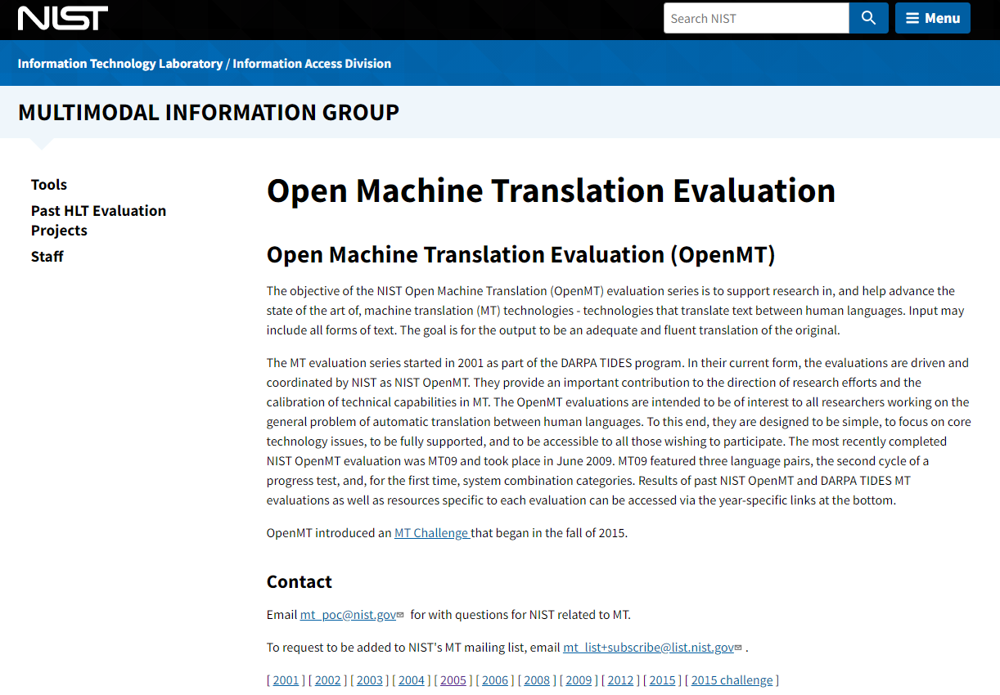 NIST
Search NIST
Menu
Information Technology Laboratory / Information Access Division
MULTIMODAL INFORMATION GROUP
Tools
Past HLT Evaluation
Projects
Staff
Open Machine Translation Evaluation
Open Machine Translation Evaluation (OpenMT)
The objective of the NIST Open Machine Translation (OpenMT) evaluation series is to support research in, and help advance the
state of the art of, machine translation (MT) technologies - technologies that translate text between human languages. Input may
include all forms of text. The goal is for the output to be an adequate and fluent translation of the original.
The MT evaluation series started in 2001 as part of the DARPA TIDES program. In their current form, the evaluations are driven and
coordinated by NIST as NIST OpenMT. They provide an important contribution to the direction of research efforts and the
calibration of technical capabilities in MT. The OpenMT evaluations are intended to be of interest to all researchers working on the
general problem of automatic translation between human languages. To this end, they are designed to be simple, to focus on core
technology issues, to be fully supported, and to be accessible to all those wishing to participate. The most recently completed
NIST OpenMT evaluation was MT09 and took place in June 2009. MT09 featured three language pairs, the second cycle of a
progress test, and, for the first time, system combination categories. Results of past NIST OpenMT and DARPA TIDES MT
evaluations as well as resources specific to each evaluation can be accessed via the year-specific links at the bottom.
OpenMT introduced an MT Challenge that began in the fall of 2015.
Contact
Email mt_poc@nist.gov for with questions for NIST related to MT.
To request to be added to NIST's MT mailing list, email mt_list+subscribe@list.nist.gov .
[ 2001 ] [ 2002 ] [ 2003 ] [ 2004 ] [ 2005 ] [ 2006 ] [ 2008 ] [ 2009 ] [ 2012 ] [ 2015 ] [ 2015 challenge ]